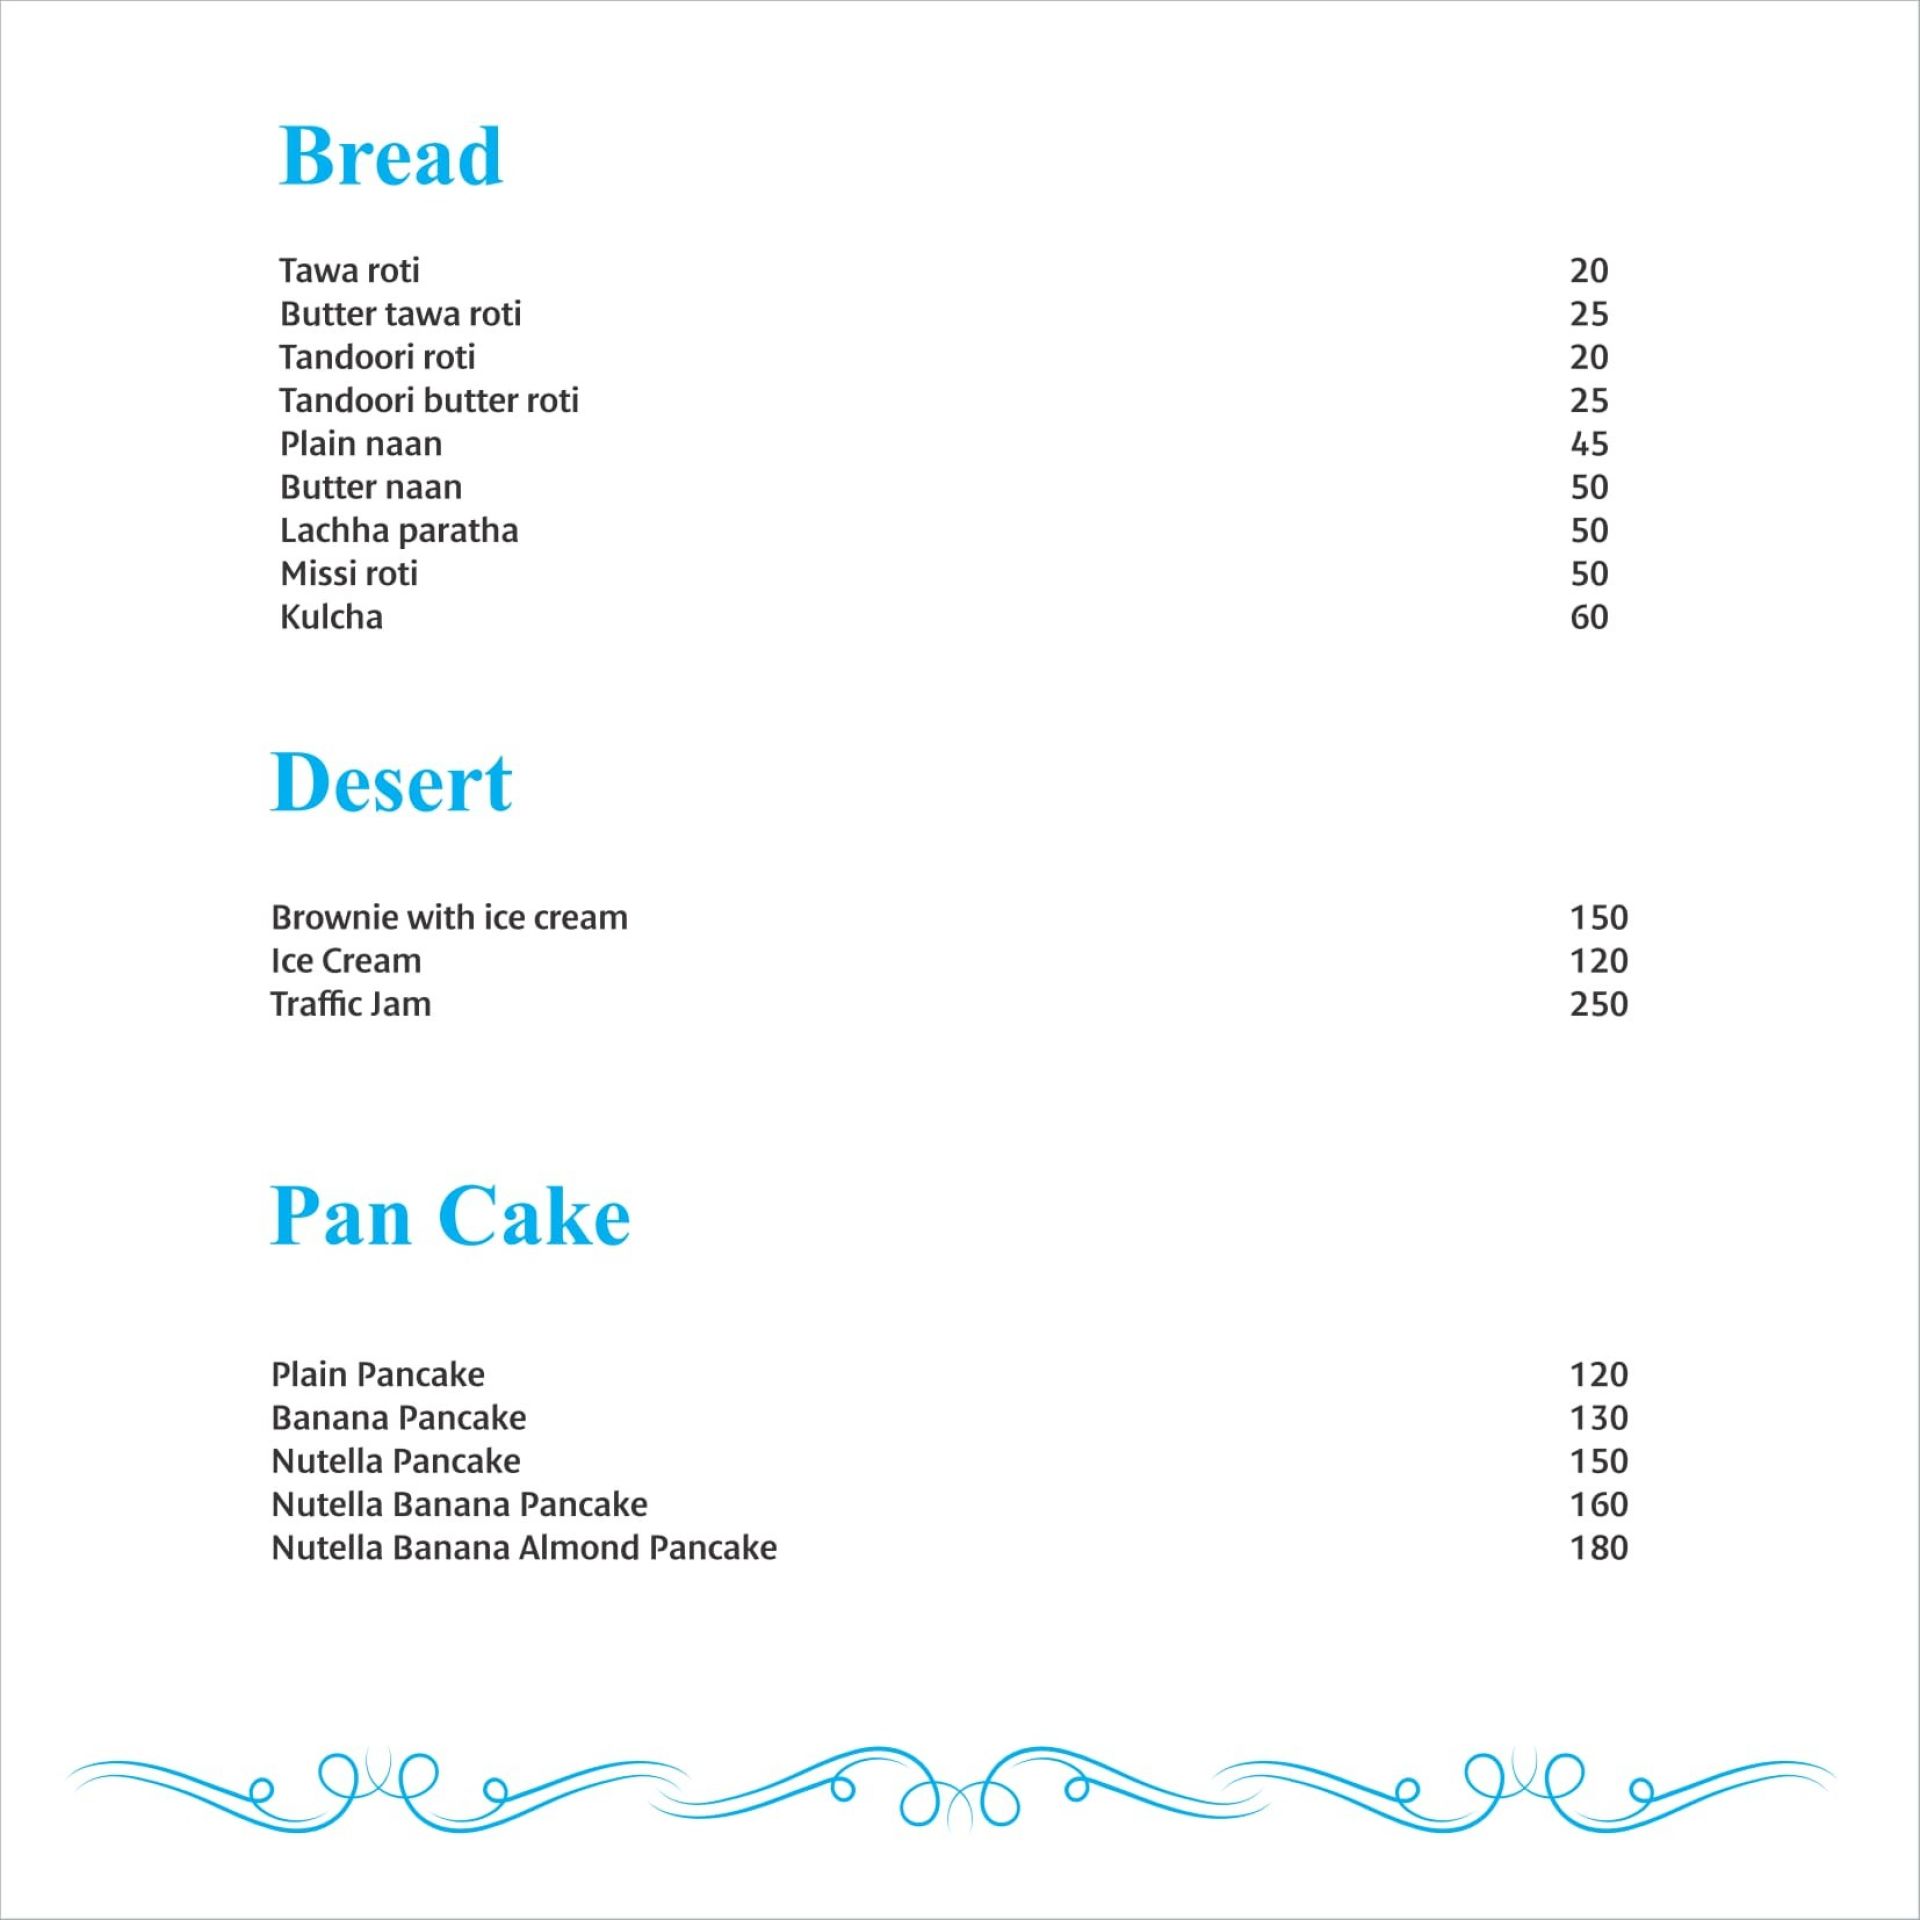 Bread
Tawa roti 20
Butter tawa roti 25
Tandoori roti 20
Tandoori butter roti 25
Plain naan 45
Butter naan 50
Lachha paratha 50
Missi roti 50
Kulcha 60
Desert
Brownie with ice cream 150
Ice Cream 120
Traffic Jam 250
Pan Cake
Plain Pancake 120
Banana Pancake 130
Nutella Pancake 150
Nutella Banana Pancake 160
Nutella Banana Almond Pancake 180